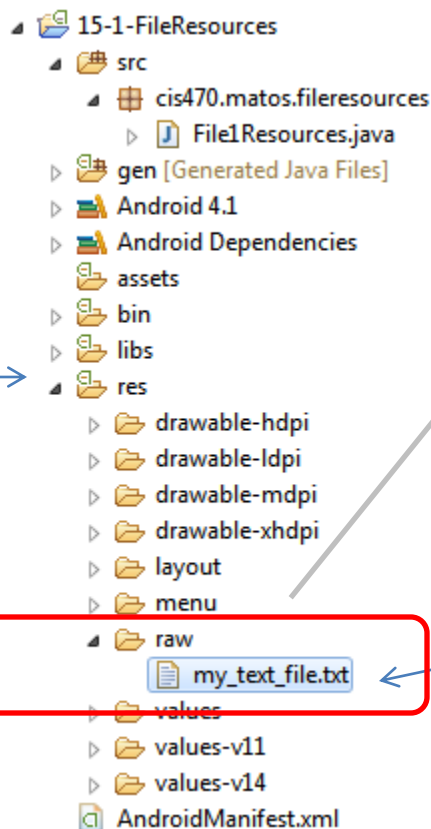 15-1-FileResources
src
cis470.matos.fileresources
File1Resources.java
gen [Generated Java Files]
Android 4.1
Android Dependencies
assets
bin
libs
res
drawable-hdpi
drawable-ldpi
drawable-mdpi
drawable-xhdpi
layout
menu
raw
my_text_file.txt
values
values-v11
values-v14
AndroidManifest.xml